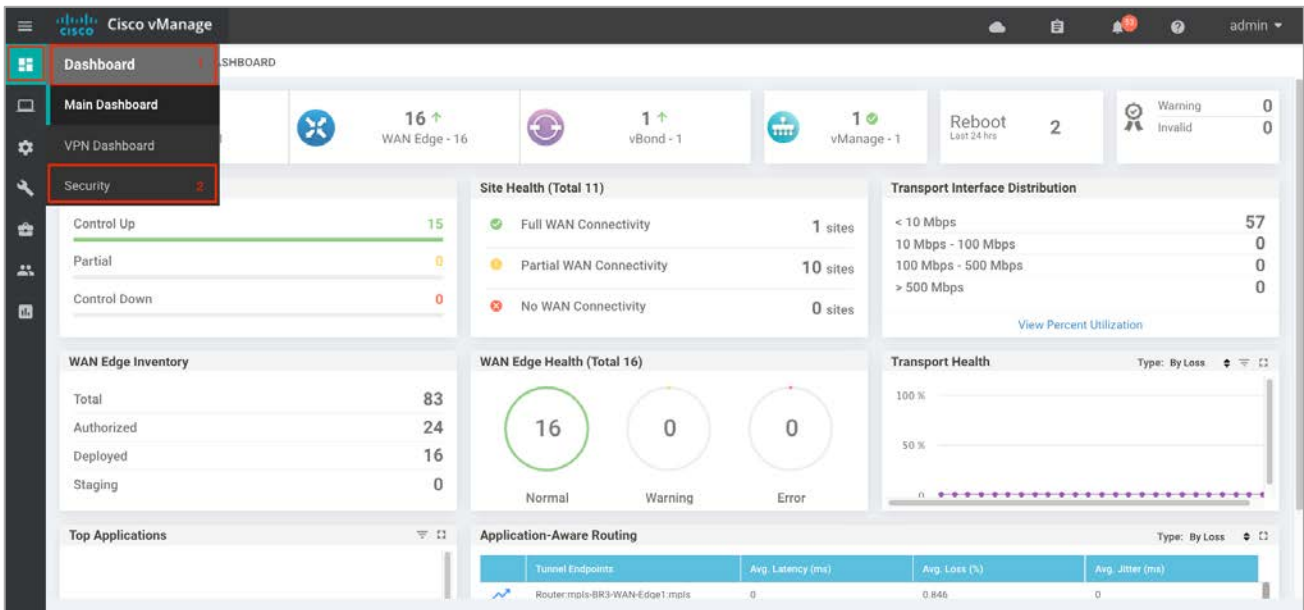 cisco Cisco vManage
93
admin
Dashboard 1
SHBOARD
Main Dashboard
VPN Dashboard
Security 2
16
WAN Edge - 16
1
vBond - 1
1
vManage - 1
Reboot
Last 24 hrs
2
Warning 0
Invalid 0
Control Up 15
Partial 0
Control Down 0
Site Health (Total 11)
Full WAN Connectivity 1 sites
Partial WAN Connectivity 10 sites
No WAN Connectivity 0 sites
Transport Interface Distribution
< 10 Mbps 57
10 Mbps - 100 Mbps 0
100 Mbps - 500 Mbps 0
> 500 Mbps 0
View Percent Utilization
WAN Edge Inventory
Total 83
Authorized 24
Deployed 16
Staging 0
WAN Edge Health (Total 16)
16 0 0
Normal Warning Error
Transport Health Type: By Loss
100 %
50 %
0
Top Applications
Application-Aware Routing Type: By Loss
Tunnel Endpoints Avg. Latency (ms) Avg. Loss (%) Avg. Jitter (ms)
Router:mpls-BR3-WAN-Edge1:mpls 0 0.846 0